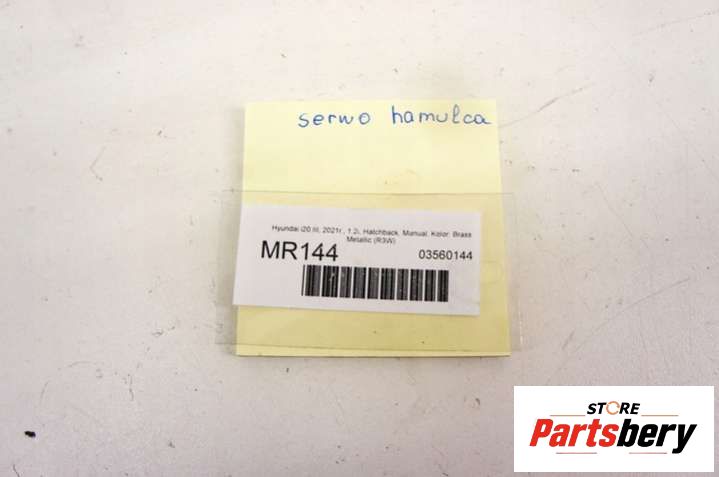 serwo hamulca
Hyundai i20 III, 2021r., 1.2i, Hatchback, Manual, Kolor: Brass
Metallic (R3W)
MR144
03560144
STORE
Partsbery